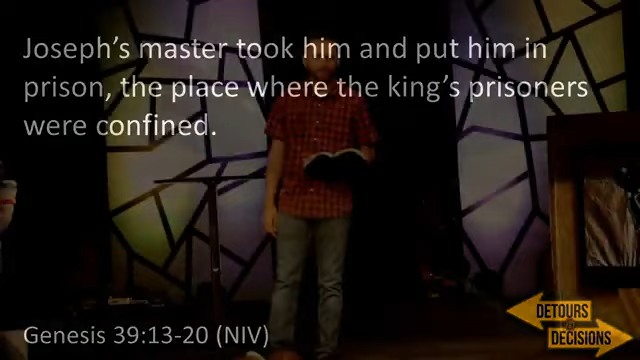 Joseph's master took him and put him in
prison, the place where the king's prisoners
were confined.
Genesis 39:13-20 (NIV)
DETOURS
DECISIONS